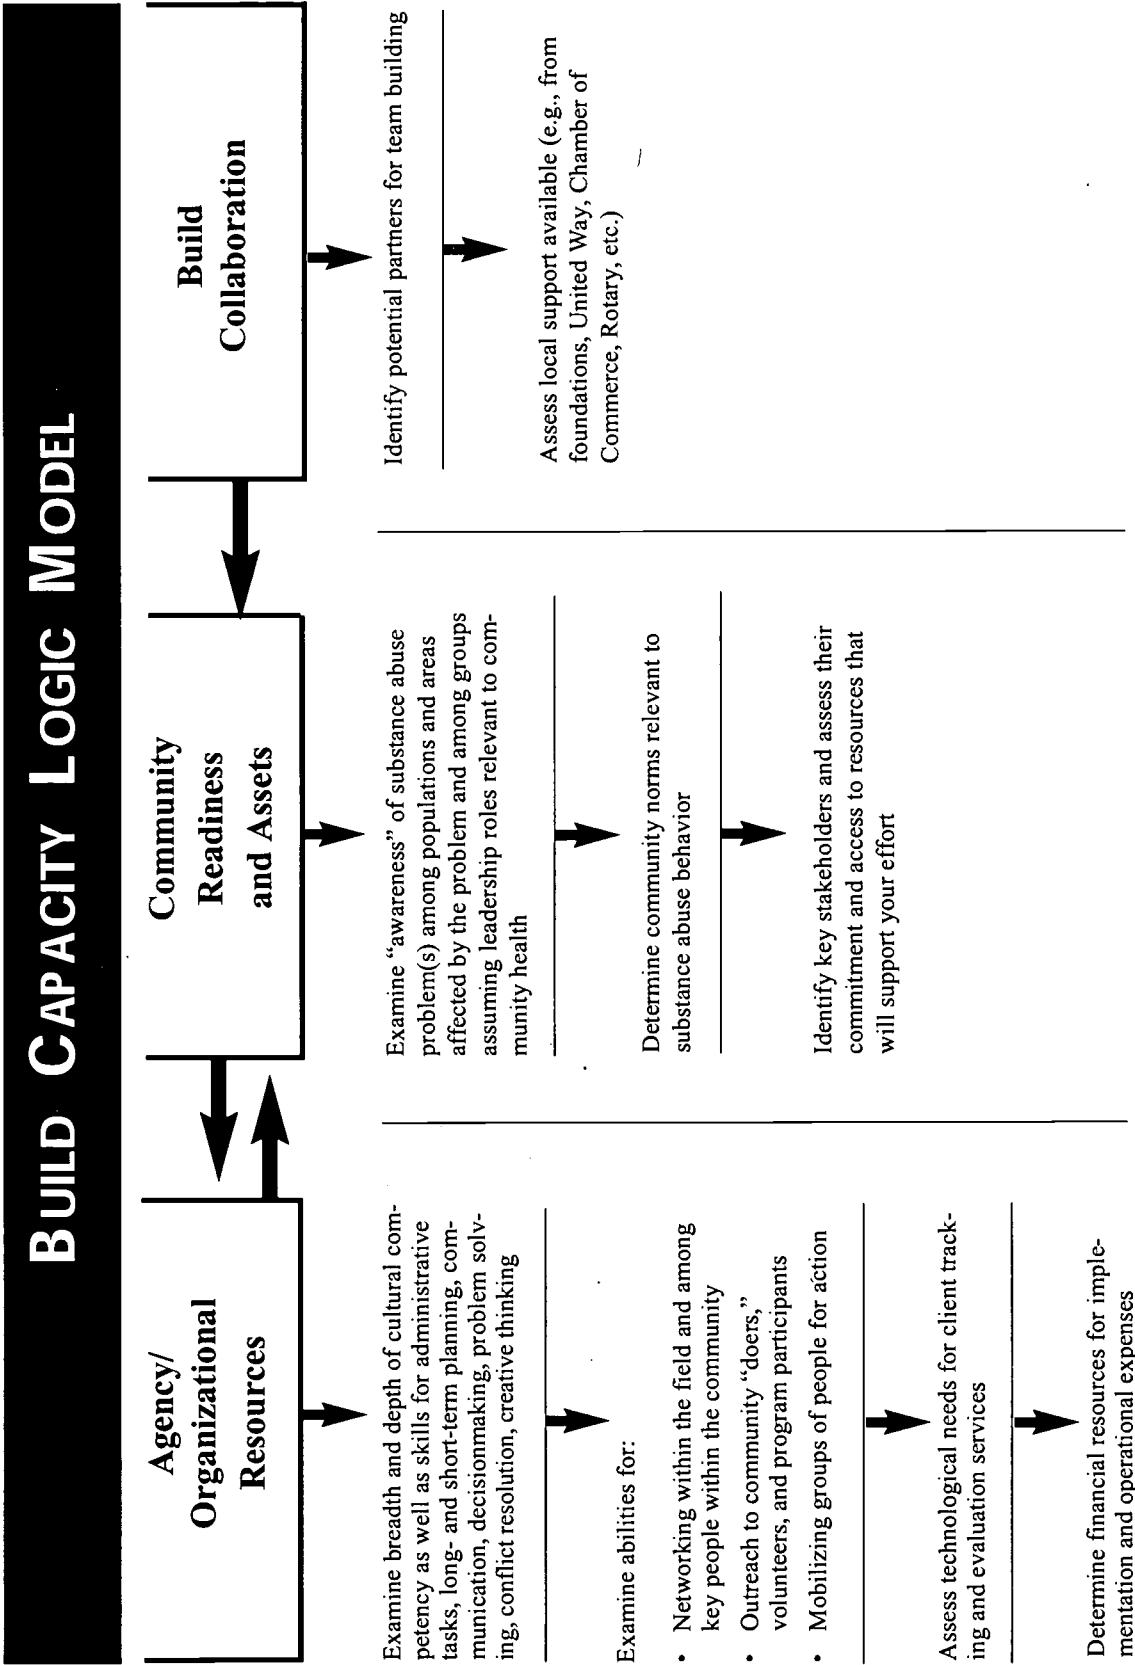 BUILD CAPACITY LOGIC MODEL
Agency/
Organizational
Resources
Examine breadth and depth of cultural com-
petency as well as skills for administrative
tasks, long- and short-term planning, com-
munication, decisionmaking, problem solv-
ing, conflict resolution, creative thinking
Examine abilities for:
• Networking within the field and among
key people within the community
• Outreach to community “doers,”
volunteers, and program participants
• Mobilizing groups of people for action
Assess technological needs for client track-
ing and evaluation services
Determine financial resources for imple-
mentation and operational expenses
Community
Readiness
and Assets
Examine “awareness” of substance abuse
problem(s) among populations and areas
affected by the problem and among groups
assuming leadership roles relevant to com-
munity health
Determine community norms relevant to
substance abuse behavior
Identify key stakeholders and assess their
commitment and access to resources that
will support your effort
Build
Collaboration
Identify potential partners for team building
Assess local support available (e.g., from
foundations, United Way, Chamber of
Commerce, Rotary, etc.)